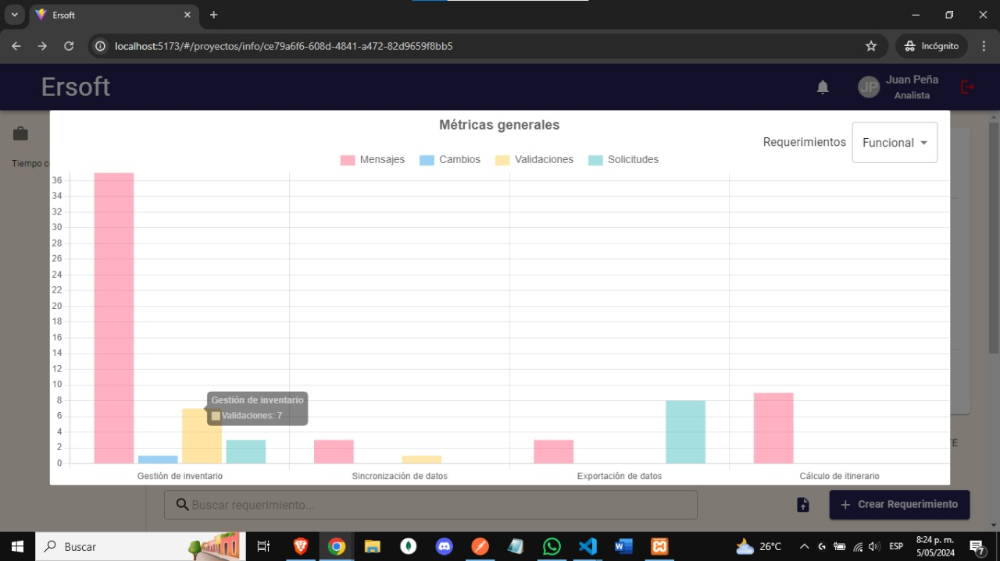 Ersoft
localhost:5173/#/proyectos/info/ce79a6f6-608d-4841-a472-82d9659f8bb5
Incógnito
Ersoft
JP
Juan Peña
Analista
Tiempo c
Métricas generales
Requerimientos
Funcional
Mensajes
Cambios
Validaciones
Solicitudes
36
34
32
30
28
26
24
22
20
18
16
14
12
10
8
6
4
2
0
Gestión de inventario
Validaciones: 7
Gestión de inventario
Sincronización de datos
Exportación de datos
Cálculo de itinerario
TE
Buscar requerimiento...
+ Crear Requerimiento
Buscar
26°C
ESP
8:24 p. m.
5/05/2024
7